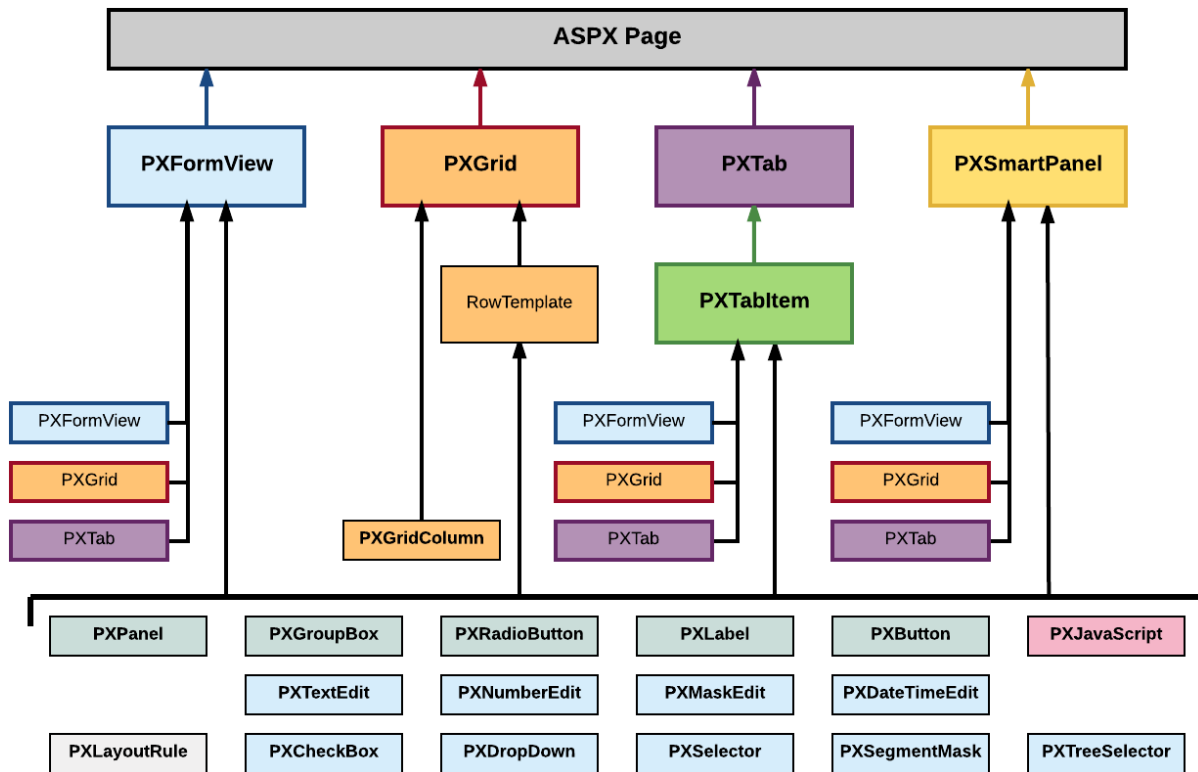 ASPX Page
PXFormView
PXGrid
PXTab
PXSmartPanel
RowTemplate
PXTabItem
PXFormView
PXFormView
PXFormView
PXGrid
PXGrid
PXGrid
PXTab
PXGridColumn
PXTab
PXTab
PXPanel
PXGroupBox
PXRadioButton
PXLabel
PXButton
PXJavaScript
PXTextEdit
PXNumberEdit
PXMaskEdit
PXDateTimeEdit
PXLayoutRule
PXCheckBox
PXDropDown
PXSelector
PXSegmentMask
PXTreeSelector